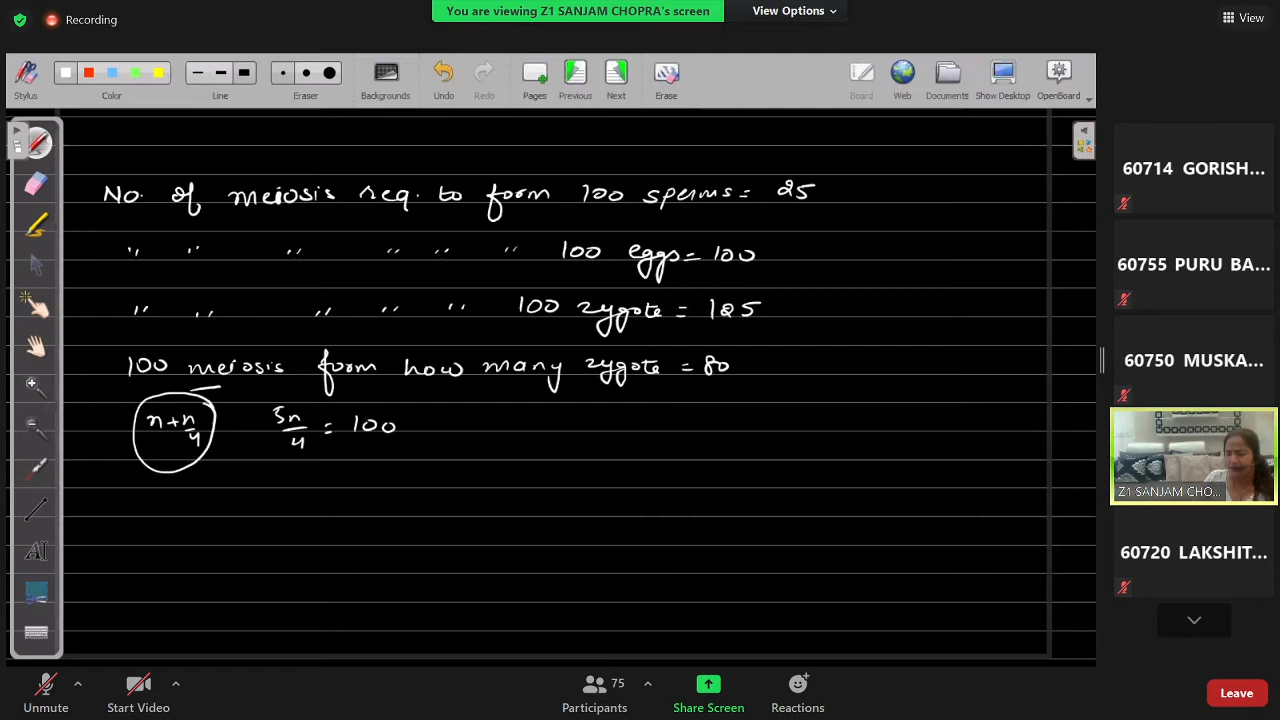 Recording
You are viewing Z1 SANJAM CHOPRA's screen
View Options
View
Stylus
Color
Line
Eraser
Backgrounds
Undo
Redo
Pages
Previous
Next
Erase
Board
Web
Documents
Show Desktop
OpenBoard
No. of meiosis req. to form 100 sperms = 25
" " " " " " 100 eggs = 100
" " " " " 100 zygote = 125
100 meiosis form how many zygote = 80
n+n/4 5n/4 = 100
60714 GORISH...
60755 PURU BA...
60750 MUSKA...
Z1 SANJAM CHO...
60720 LAKSHIT...
Unmute
Start Video
75
Participants
Share Screen
Reactions
Leave